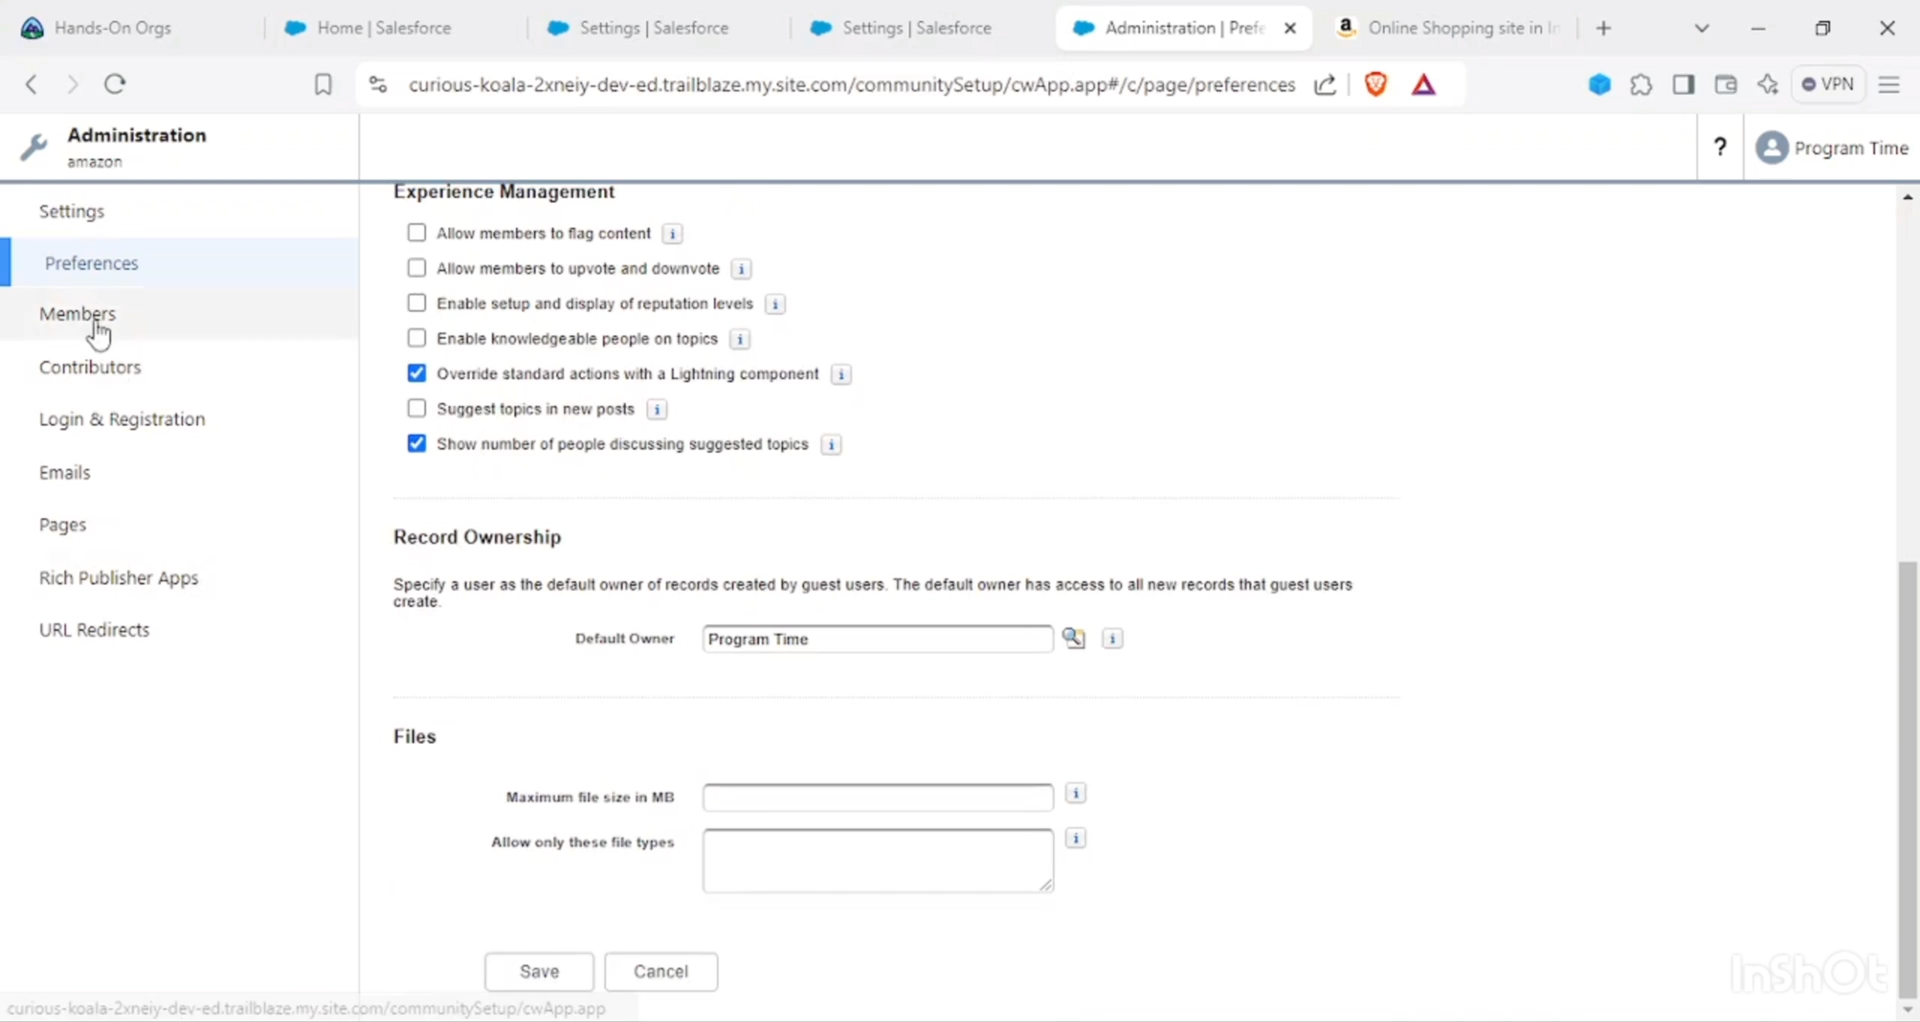 Hands-On Orgs
Home | Salesforce
Settings | Salesforce
Settings | Salesforce
Administration | Prefe
Online Shopping site in In
curious-koala-2xneiy-dev-ed.trailblaze.my.site.com/communitySetup/cwApp.app#/c/page/preferences
VPN
Administration
amazon
?
Program Time
Settings
Preferences
Members
Contributors
Login & Registration
Emails
Pages
Rich Publisher Apps
URL Redirects
Experience Management
Allow members to flag content
Allow members to upvote and downvote
Enable setup and display of reputation levels
Enable knowledgeable people on topics
Override standard actions with a Lightning component
Suggest topics in new posts
Show number of people discussing suggested topics
Record Ownership
Specify a user as the default owner of records created by guest users. The default owner has access to all new records that guest users
create.
Default Owner
Program Time
Files
Maximum file size in MB
Allow only these file types
Save
Cancel
InShOt
curious-koala-2xneiy-dev-ed.trailblaze.my.site.com/communitySetup/cwApp.app